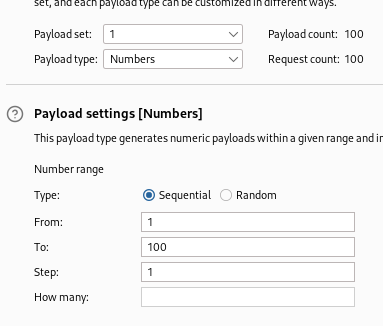 set, and each payload type can be customized in different ways.
Payload set: 1 Payload count: 100
Payload type: Numbers Request count: 100
Payload settings [Numbers]
This payload type generates numeric payloads within a given range and in
Number range
Type: Sequential Random
From: 1
To: 100
Step: 1
How many: